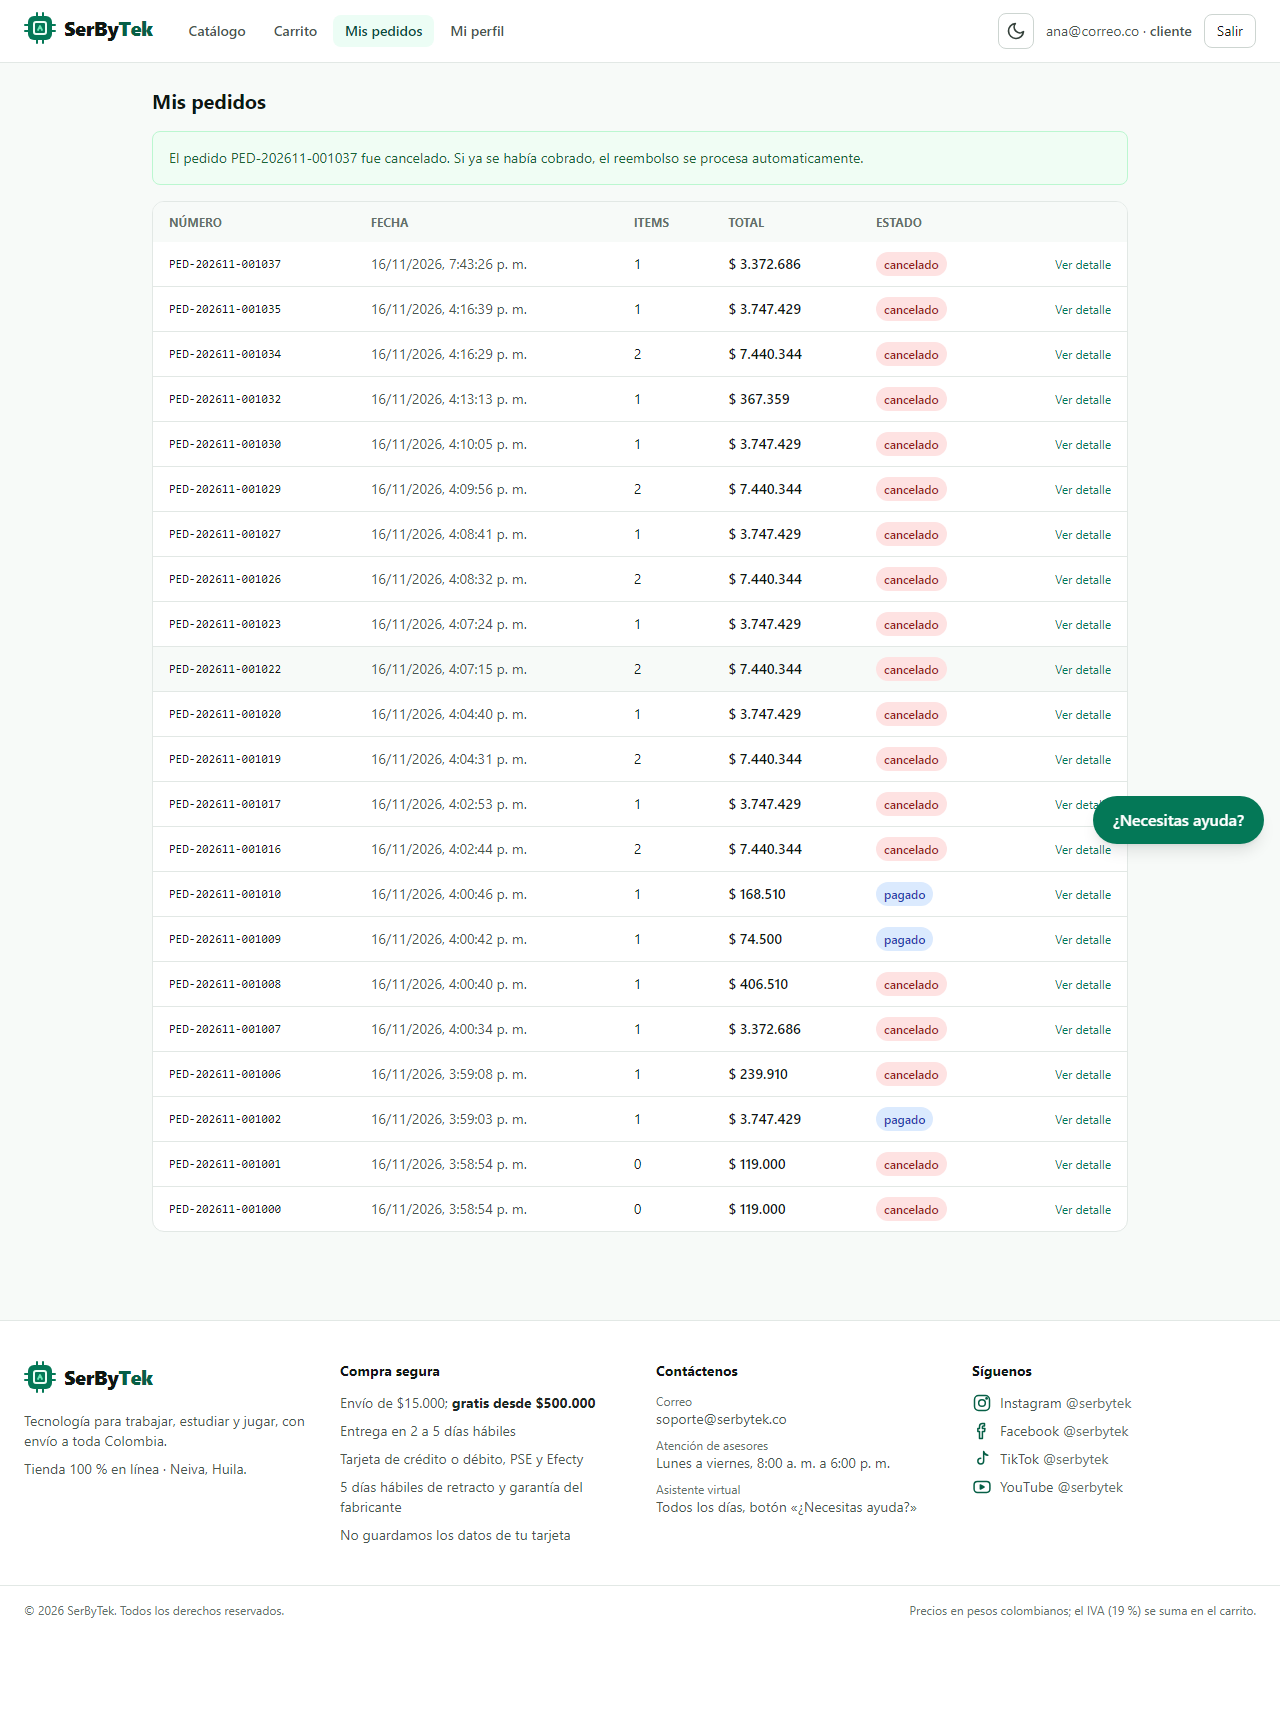 SerByTek Catálogo Carrito Mis pedidos Mi perfil ana@correo.co · cliente Salir
Mis pedidos
El pedido PED-202611-001037 fue cancelado. Si ya se había cobrado, el reembolso se procesa automaticamente.
NÚMERO FECHA ITEMS TOTAL ESTADO
PED-202611-001037 16/11/2026, 7:43:26 p. m. 1 $ 3.372.686 cancelado Ver detalle
PED-202611-001035 16/11/2026, 4:16:39 p. m. 1 $ 3.747.429 cancelado Ver detalle
PED-202611-001034 16/11/2026, 4:16:29 p. m. 2 $ 7.440.344 cancelado Ver detalle
PED-202611-001032 16/11/2026, 4:13:13 p. m. 1 $ 367.359 cancelado Ver detalle
PED-202611-001030 16/11/2026, 4:10:05 p. m. 1 $ 3.747.429 cancelado Ver detalle
PED-202611-001029 16/11/2026, 4:09:56 p. m. 2 $ 7.440.344 cancelado Ver detalle
PED-202611-001027 16/11/2026, 4:08:41 p. m. 1 $ 3.747.429 cancelado Ver detalle
PED-202611-001026 16/11/2026, 4:08:32 p. m. 2 $ 7.440.344 cancelado Ver detalle
PED-202611-001023 16/11/2026, 4:07:24 p. m. 1 $ 3.747.429 cancelado Ver detalle
PED-202611-001022 16/11/2026, 4:07:15 p. m. 2 $ 7.440.344 cancelado Ver detalle
PED-202611-001020 16/11/2026, 4:04:40 p. m. 1 $ 3.747.429 cancelado Ver detalle
PED-202611-001019 16/11/2026, 4:04:31 p. m. 2 $ 7.440.344 cancelado Ver detalle
PED-202611-001017 16/11/2026, 4:02:53 p. m. 1 $ 3.747.429 cancelado Ver deta
¿Necesitas ayuda?
PED-202611-001016 16/11/2026, 4:02:44 p. m. 2 $ 7.440.344 cancelado Ver detalle
PED-202611-001010 16/11/2026, 4:00:46 p. m. 1 $ 168.510 pagado Ver detalle
PED-202611-001009 16/11/2026, 4:00:42 p. m. 1 $ 74.500 pagado Ver detalle
PED-202611-001008 16/11/2026, 4:00:40 p. m. 1 $ 406.510 cancelado Ver detalle
PED-202611-001007 16/11/2026, 4:00:34 p. m. 1 $ 3.372.686 cancelado Ver detalle
PED-202611-001006 16/11/2026, 3:59:08 p. m. 1 $ 239.910 cancelado Ver detalle
PED-202611-001002 16/11/2026, 3:59:03 p. m. 1 $ 3.747.429 pagado Ver detalle
PED-202611-001001 16/11/2026, 3:58:54 p. m. 0 $ 119.000 cancelado Ver detalle
PED-202611-001000 16/11/2026, 3:58:54 p. m. 0 $ 119.000 cancelado Ver detalle
SerByTek
Tecnología para trabajar, estudiar y jugar, con
envío a toda Colombia.
Tienda 100 % en línea · Neiva, Huila.
Compra segura
Envío de $15.000; gratis desde $500.000
Entrega en 2 a 5 días hábiles
Tarjeta de crédito o débito, PSE y Efecty
5 días hábiles de retracto y garantía del
fabricante
No guardamos los datos de tu tarjeta
Contáctenos
Correo
soporte@serbytek.co
Atención de asesores
Lunes a viernes, 8:00 a. m. a 6:00 p. m.
Asistente virtual
Todos los días, botón «¿Necesitas ayuda?»
Síguenos
Instagram @serbytek
Facebook @serbytek
TikTok @serbytek
YouTube @serbytek
© 2026 SerByTek. Todos los derechos reservados.
Precios en pesos colombianos; el IVA (19 %) se suma en el carrito.